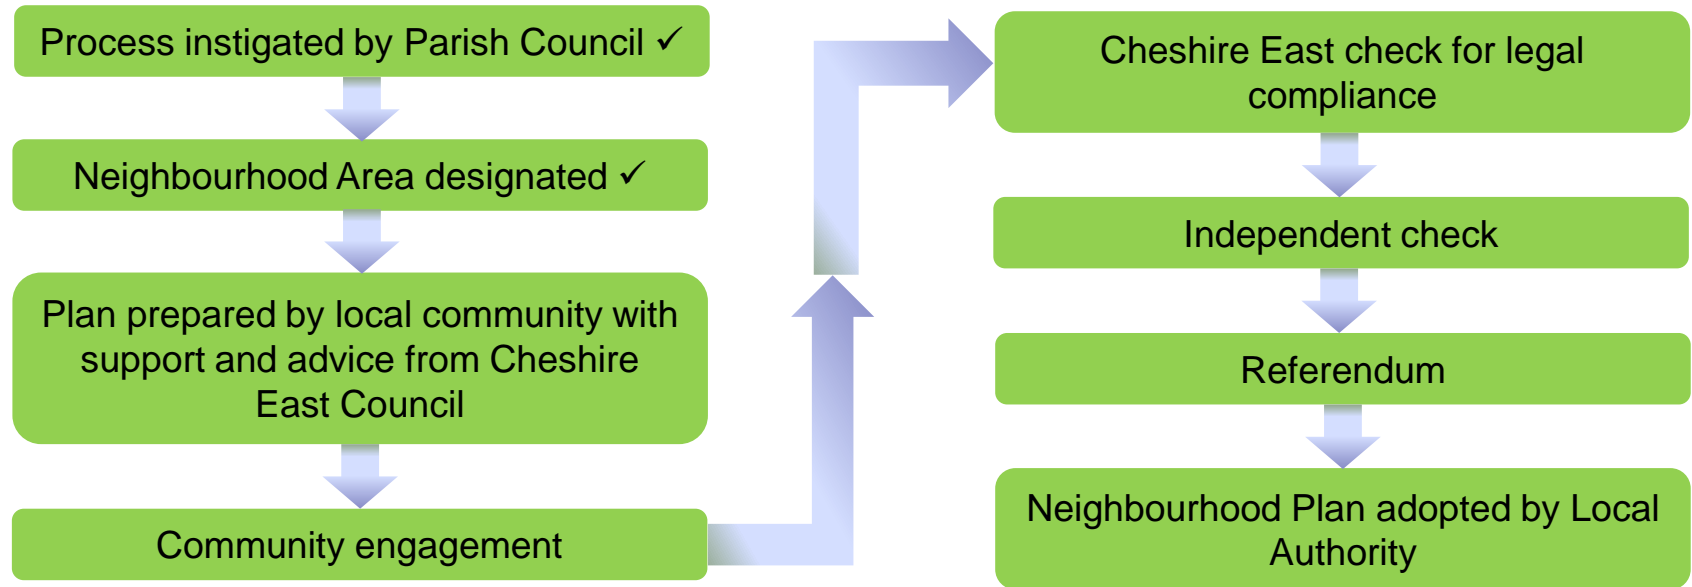 Process instigated by Parish Council ✓
Neighbourhood Area designated ✓
Plan prepared by local community with
support and advice from Cheshire
East Council
Community engagement
Cheshire East check for legal
compliance
Independent check
Referendum
Neighbourhood Plan adopted by Local
Authority